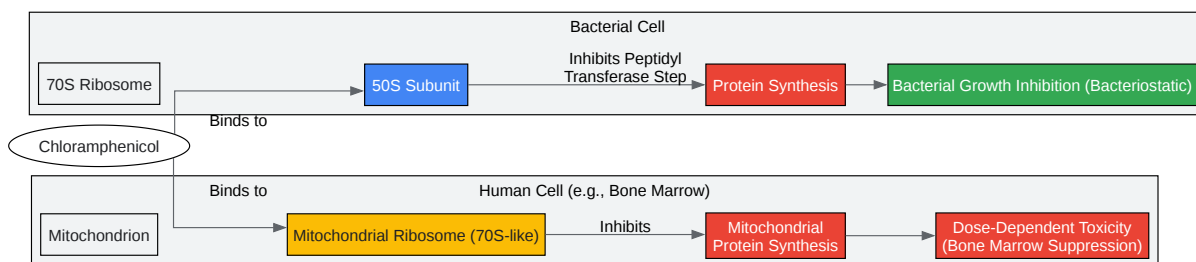 Bacterial Cell
70S Ribosome
50S Subunit
Inhibits Peptidyl
Transferase Step
Protein Synthesis
Bacterial Growth Inhibition (Bacteriostatic)
Binds to
Chloramphenicol
Binds to
Human Cell (e.g., Bone Marrow)
Mitochondrion
Mitochondrial Ribosome (70S-like)
Inhibits
Mitochondrial
Protein Synthesis
Dose-Dependent Toxicity
(Bone Marrow Suppression)